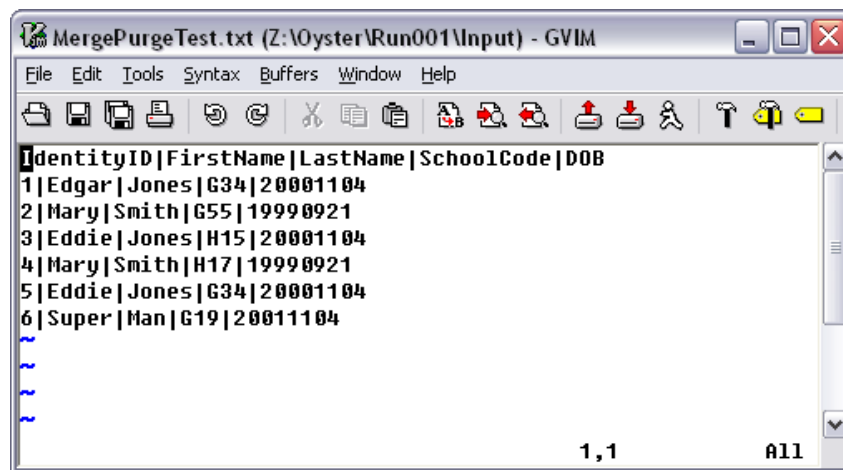 MergePurgeTest.txt (Z:\Oyster\Run001\Input) - GVIM
File Edit Tools Syntax Buffers Window Help
IdentityID|FirstName|LastName|SchoolCode|DOB
1|Edgar|Jones|G34|20001104
2|Mary|Smith|G55|19990921
3|Eddie|Jones|H15|20001104
4|Mary|Smith|H17|19990921
5|Eddie|Jones|G34|20001104
6|Super|Man|G19|20011104
~
~
~
~
1,1 All